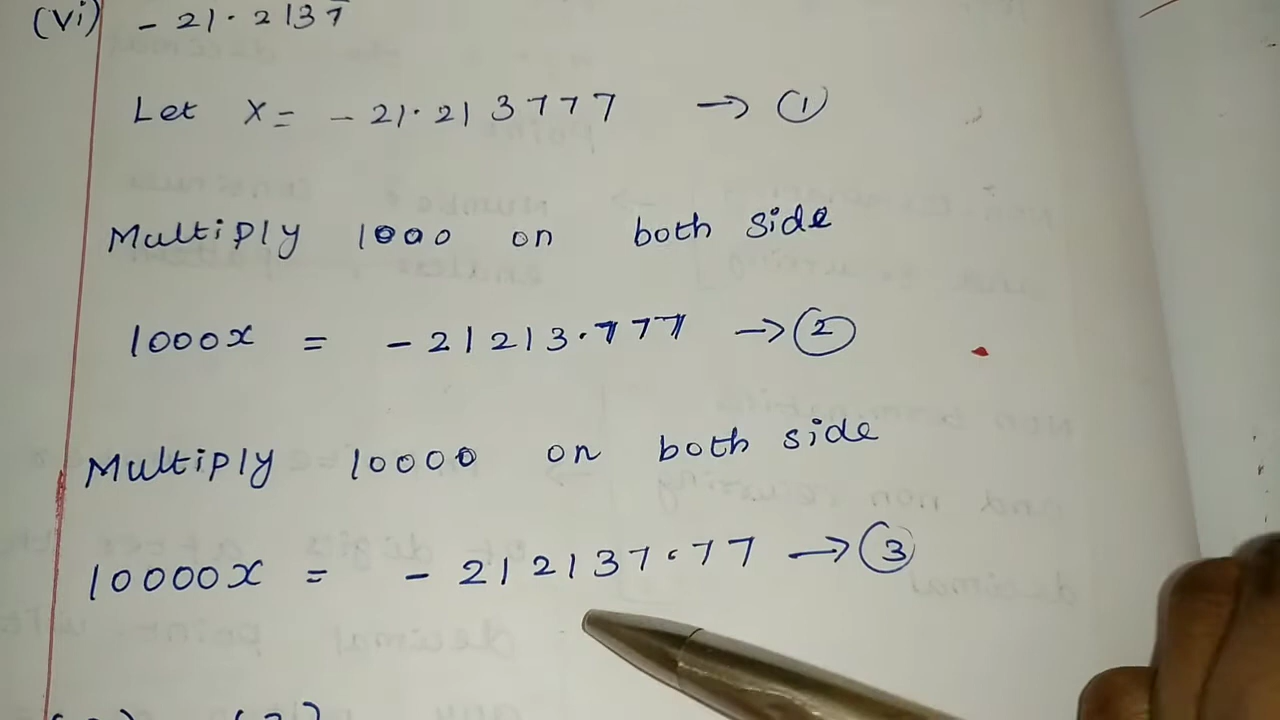 (vi) - 21.2137̅
Let x = - 21.213777 → ①
Multiply 1000 on both side
1000x = - 21213.777 → ②
Multiply 10000 on both side
10000x = - 212137.77 → ③